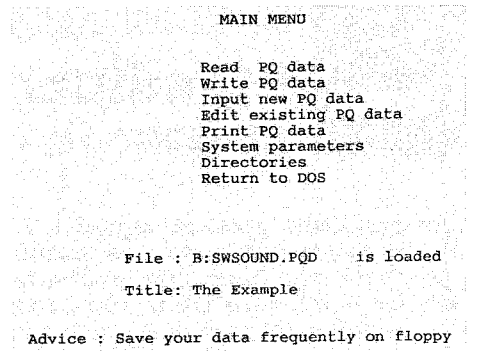 MAIN MENU
Read PQ data
Write PQ data
Input new PQ data
Edit existing PQ data
Print PQ data
System parameters
Directories
Return to DOS
File : B:SWSOUND.PQD is loaded
Title: The Example
Advice : Save your data frequently on floppy